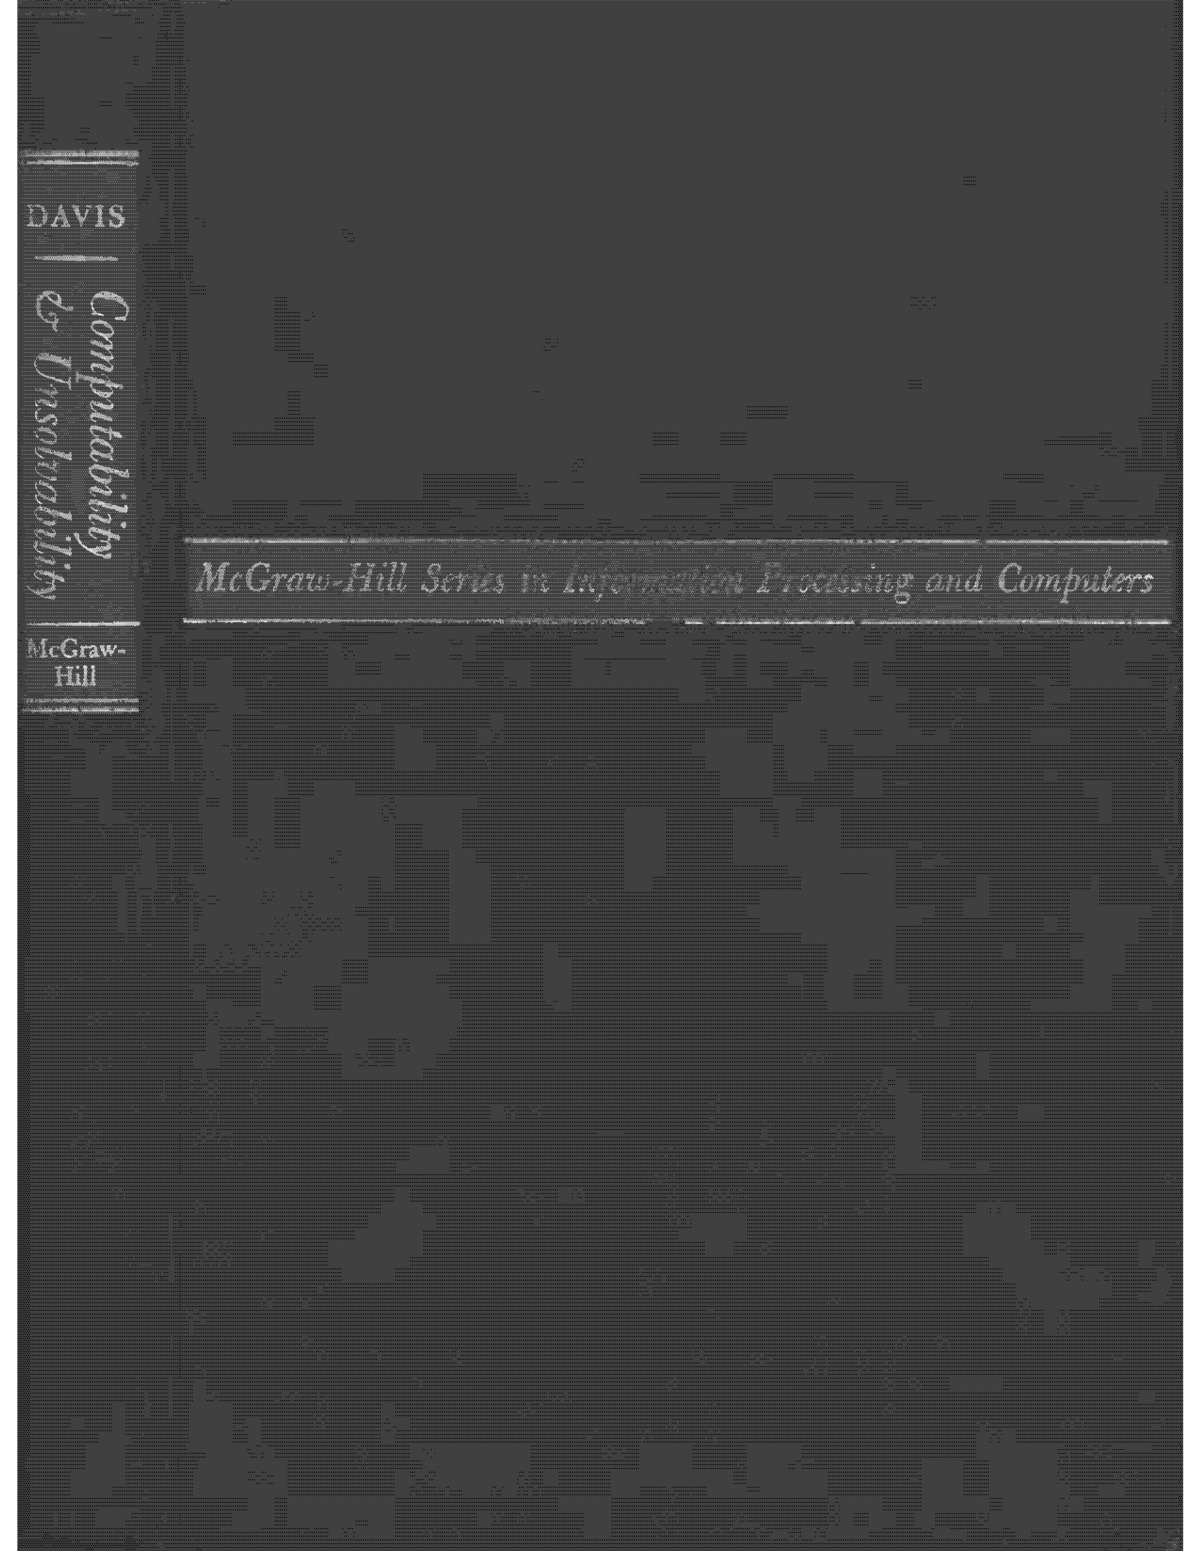 DAVIS
Computability
& Unsolvability
McGraw-
Hill
McGraw-Hill Series in Information Processing and Computers